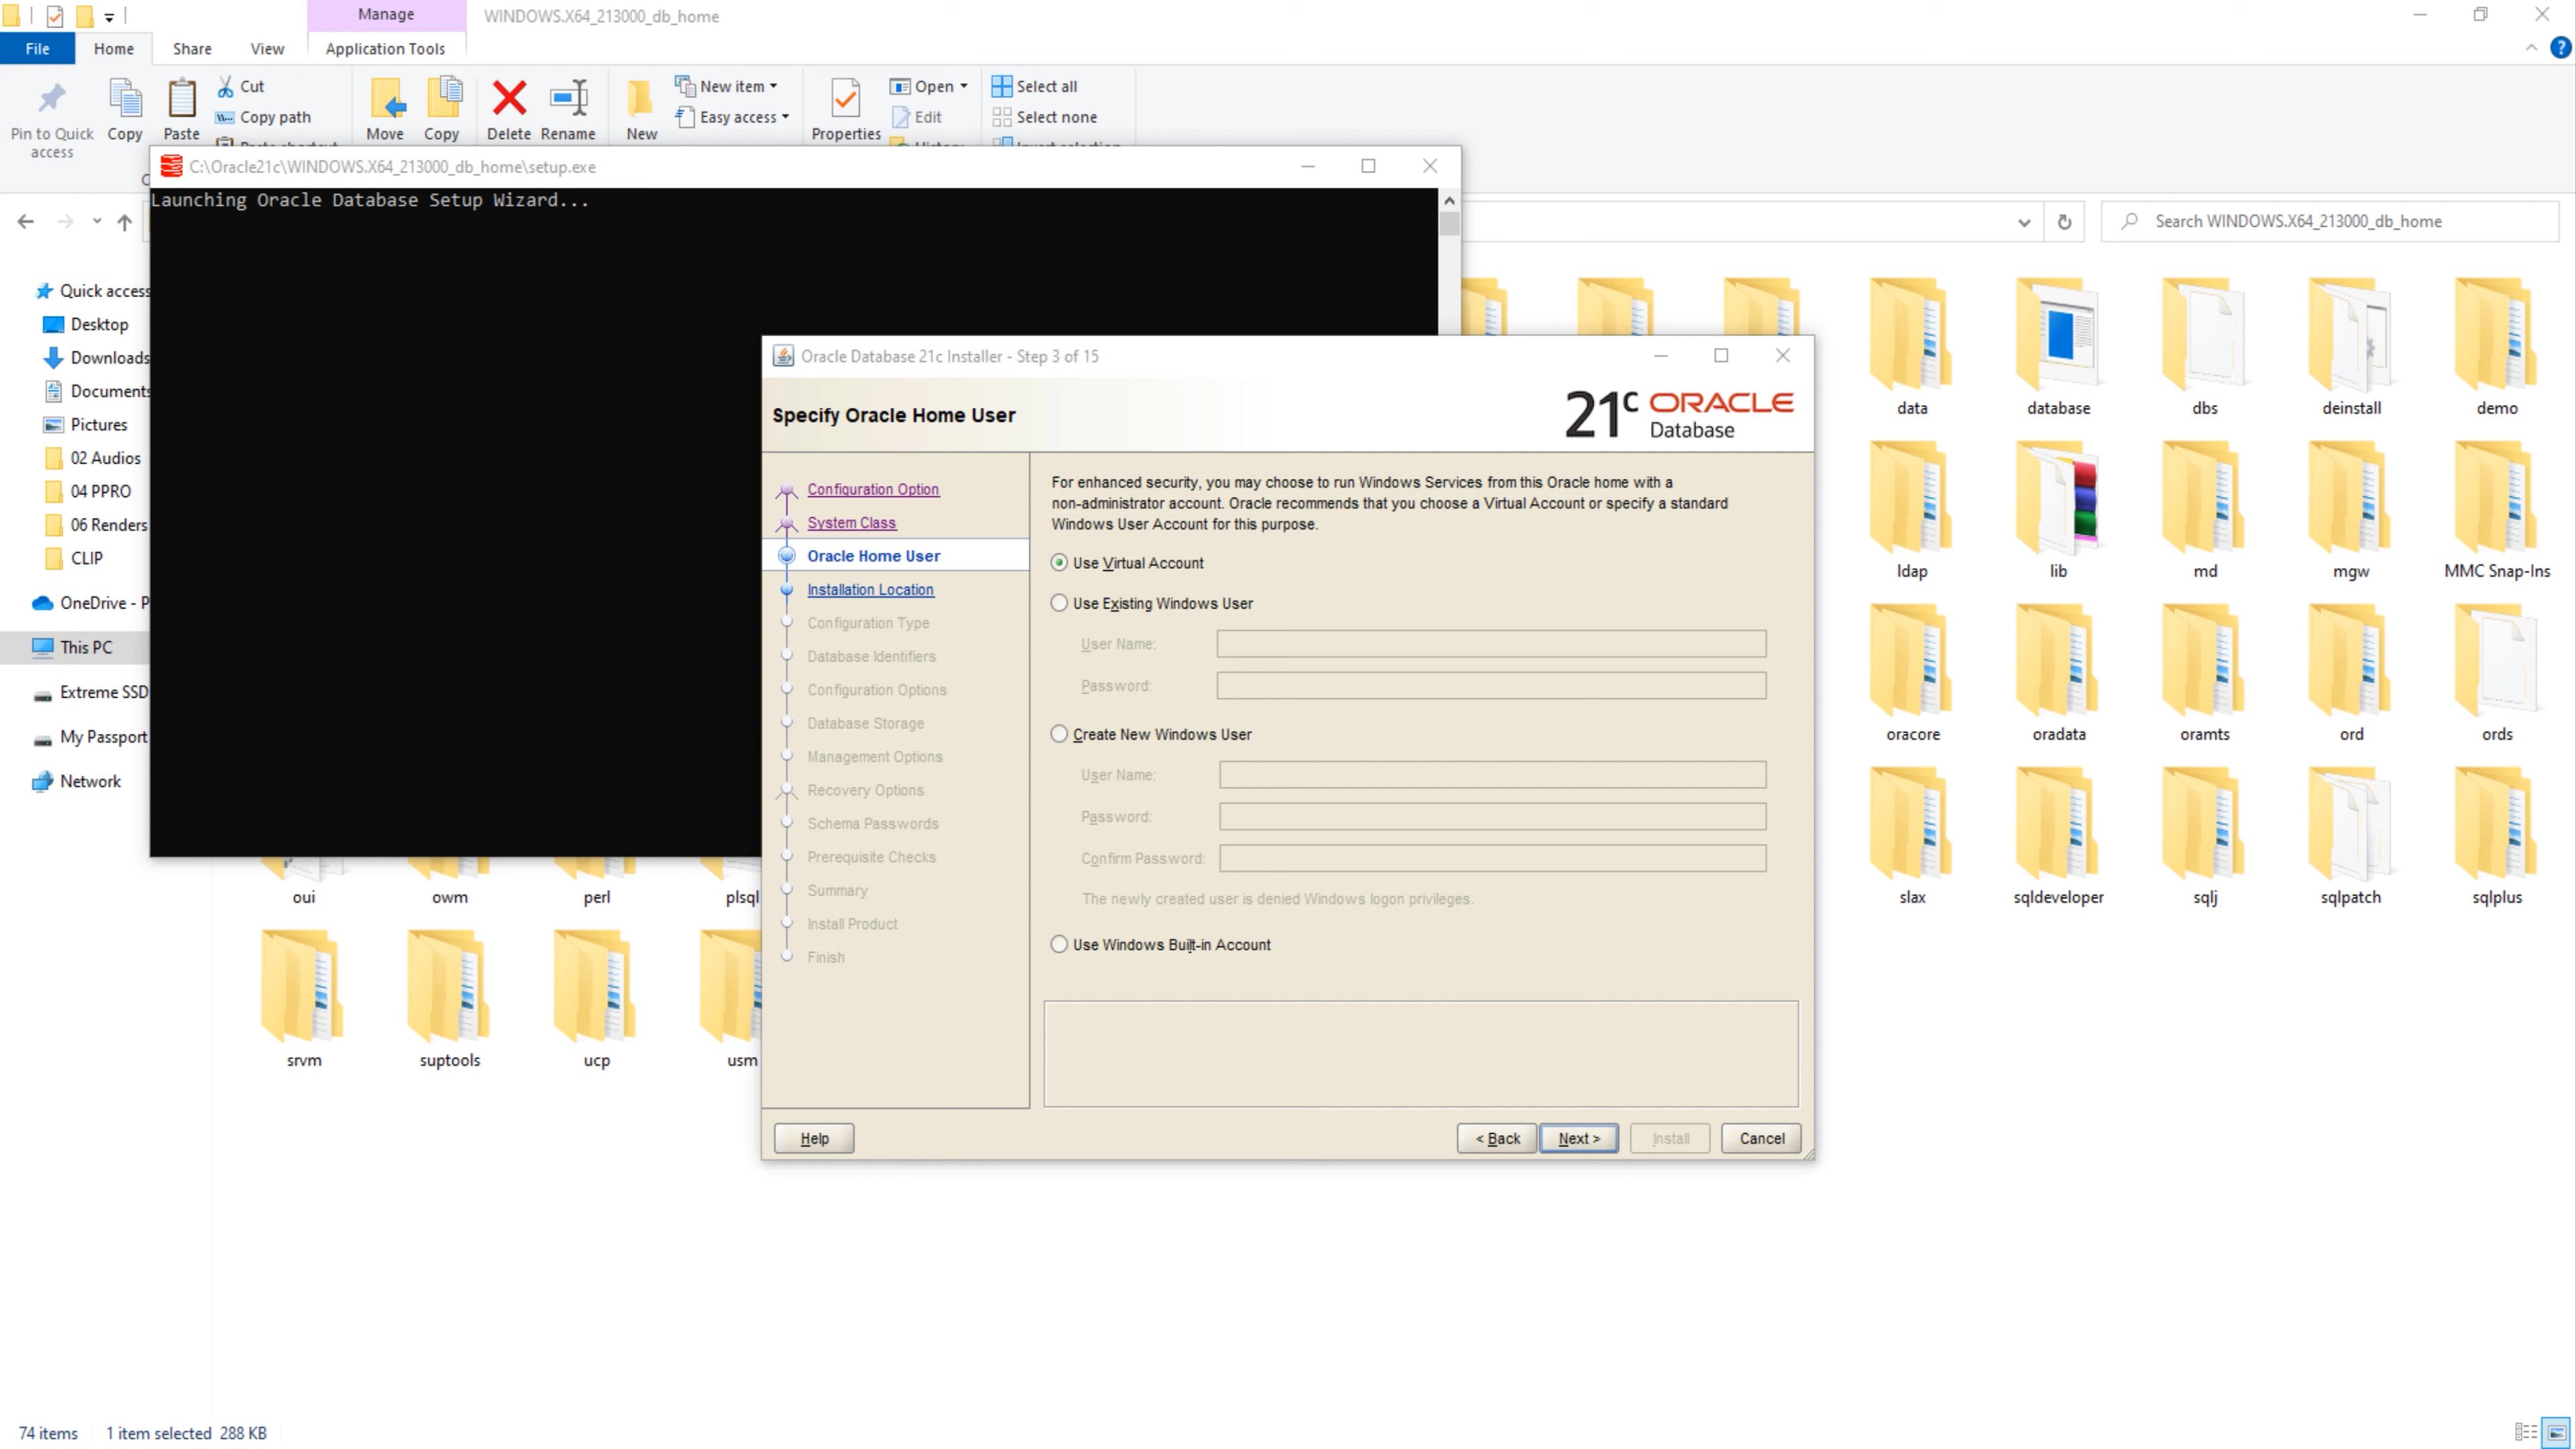 Manage
WINDOWS.X64_213000_db_home
File
Home
Share
View
Application Tools
Pin to Quick access
Copy
Paste
Cut
Copy path
Move
Copy
Delete
Rename
New
New item
Easy access
Properties
Open
Edit
Select all
Select none
C:\Oracle21c\WINDOWS.X64_213000_db_home\setup.exe
Launching Oracle Database Setup Wizard...
Search WINDOWS.X64_213000_db_home
Quick access
Desktop
Downloads
Documents
Pictures
02 Audios
04 PPRO
06 Renders
CLIP
OneDrive - P
This PC
Extreme SSD
My Passport
Network
data
database
dbs
deinstall
demo
ldap
lib
md
mgw
MMC Snap-Ins
oracore
oradata
oramts
ord
ords
oui
owm
perl
plsql
slax
sqldeveloper
sqlj
sqlpatch
sqlplus
srvm
suptools
ucp
usm
Oracle Database 21c Installer - Step 3 of 15
Specify Oracle Home User
21c ORACLE
Database
Configuration Option
System Class
Oracle Home User
Installation Location
Configuration Type
Database Identifiers
Configuration Options
Database Storage
Management Options
Recovery Options
Schema Passwords
Prerequisite Checks
Summary
Install Product
Finish
For enhanced security, you may choose to run Windows Services from this Oracle home with a
non-administrator account. Oracle recommends that you choose a Virtual Account or specify a standard
Windows User Account for this purpose.
Use Virtual Account
Use Existing Windows User
User Name:
Password:
Create New Windows User
User Name:
Password:
Confirm Password:
The newly created user is denied Windows logon privileges.
Use Windows Built-in Account
Help
< Back
Next >
Install
Cancel
74 items
1 item selected 288 KB